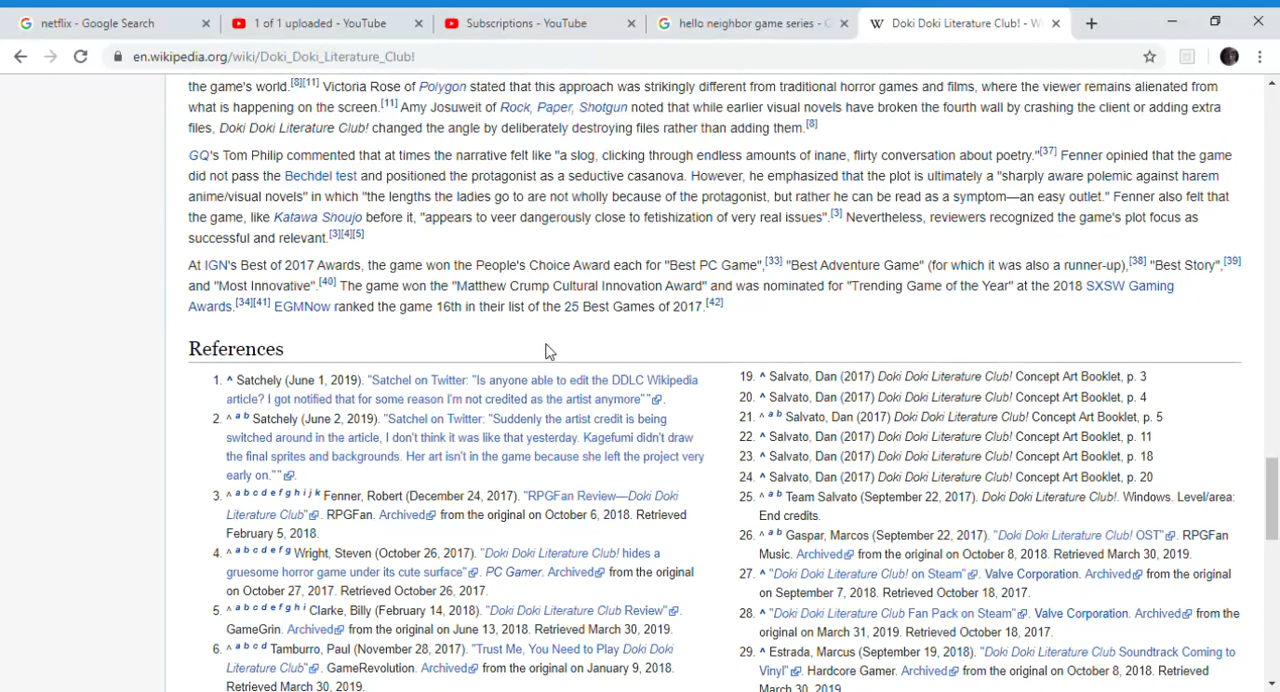 netflix - Google Search
1 of 1 uploaded - YouTube
Subscriptions - YouTube
hello neighbor game series - G
Doki Doki Literature Club! - W
en.wikipedia.org/wiki/Doki_Doki_Literature_Club!
the game's world.[8][11] Victoria Rose of Polygon stated that this approach was strikingly different from traditional horror games and films, where the viewer remains alienated from
what is happening on the screen.[11] Amy Josuweit of Rock, Paper, Shotgun noted that while earlier visual novels have broken the fourth wall by crashing the client or adding extra
files, Doki Doki Literature Club! changed the angle by deliberately destroying files rather than adding them.[8]
GQ's Tom Philip commented that at times the narrative felt like "a slog, clicking through endless amounts of inane, flirty conversation about poetry."[37] Fenner opinied that the game
did not pass the Bechdel test and positioned the protagonist as a seductive casanova. However, he emphasized that the plot is ultimately a "sharply aware polemic against harem
anime/visual novels" in which "the lengths the ladies go to are not wholly because of the protagonist, but rather he can be read as a symptom—an easy outlet." Fenner also felt that
the game, like Katawa Shoujo before it, "appears to veer dangerously close to fetishization of very real issues".[3] Nevertheless, reviewers recognized the game's plot focus as
successful and relevant.[3][4][5]
At IGN's Best of 2017 Awards, the game won the People's Choice Award each for "Best PC Game",[33] "Best Adventure Game" (for which it was also a runner-up),[38] "Best Story",[39]
and "Most Innovative".[40] The game won the "Matthew Crump Cultural Innovation Award" and was nominated for "Trending Game of the Year" at the 2018 SXSW Gaming
Awards.[34][41] EGMNow ranked the game 16th in their list of the 25 Best Games of 2017.[42]
References
1. ^ Satchely (June 1, 2019). "Satchel on Twitter: "Is anyone able to edit the DDLC Wikipedia
article? I got notified that for some reason I'm not credited as the artist anymore"".
2. ^ a b Satchely (June 2, 2019). "Satchel on Twitter: "Suddenly the artist credit is being
switched around in the article, I don't think it was like that yesterday. Kagefumi didn't draw
the final sprites and backgrounds. Her art isn't in the game because she left the project very
early on."".
3. ^ a b c d e f g h i j k Fenner, Robert (December 24, 2017). "RPGFan Review—Doki Doki
Literature Club". RPGFan. Archived from the original on October 6, 2018. Retrieved
February 5, 2018.
4. ^ a b c d e f g Wright, Steven (October 26, 2017). "Doki Doki Literature Club! hides a
gruesome horror game under its cute surface". PC Gamer. Archived from the original
on October 27, 2017. Retrieved October 26, 2017.
5. ^ a b c d e f g h i Clarke, Billy (February 14, 2018). "Doki Doki Literature Club Review".
GameGrin. Archived from the original on June 13, 2018. Retrieved March 30, 2019.
6. ^ a b c d Tamburro, Paul (November 28, 2017). "Trust Me, You Need to Play Doki Doki
Literature Club". GameRevolution. Archived from the original on January 9, 2018.
Retrieved March 30, 2019.
19. ^ Salvato, Dan (2017) Doki Doki Literature Club! Concept Art Booklet, p. 3
20. ^ Salvato, Dan (2017) Doki Doki Literature Club! Concept Art Booklet, p. 4
21. ^ a b Salvato, Dan (2017) Doki Doki Literature Club! Concept Art Booklet, p. 5
22. ^ Salvato, Dan (2017) Doki Doki Literature Club! Concept Art Booklet, p. 11
23. ^ Salvato, Dan (2017) Doki Doki Literature Club! Concept Art Booklet, p. 18
24. ^ Salvato, Dan (2017) Doki Doki Literature Club! Concept Art Booklet, p. 20
25. ^ a b Team Salvato (September 22, 2017). Doki Doki Literature Club!. Windows. Level/area:
End credits.
26. ^ a b Gaspar, Marcos (September 22, 2017). "Doki Doki Literature Club! OST". RPGFan
Music. Archived from the original on October 8, 2018. Retrieved March 30, 2019.
27. ^ "Doki Doki Literature Club! on Steam". Valve Corporation. Archived from the original
on September 7, 2018. Retrieved October 18, 2017.
28. ^ "Doki Doki Literature Club! Fan Pack on Steam". Valve Corporation. Archived from the
original on March 31, 2019. Retrieved October 18, 2017.
29. ^ Estrada, Marcus (September 19, 2018). "Doki Doki Literature Club Soundtrack Coming to
Vinyl". Hardcore Gamer. Archived from the original on October 8, 2018. Retrieved
March 30, 2019.